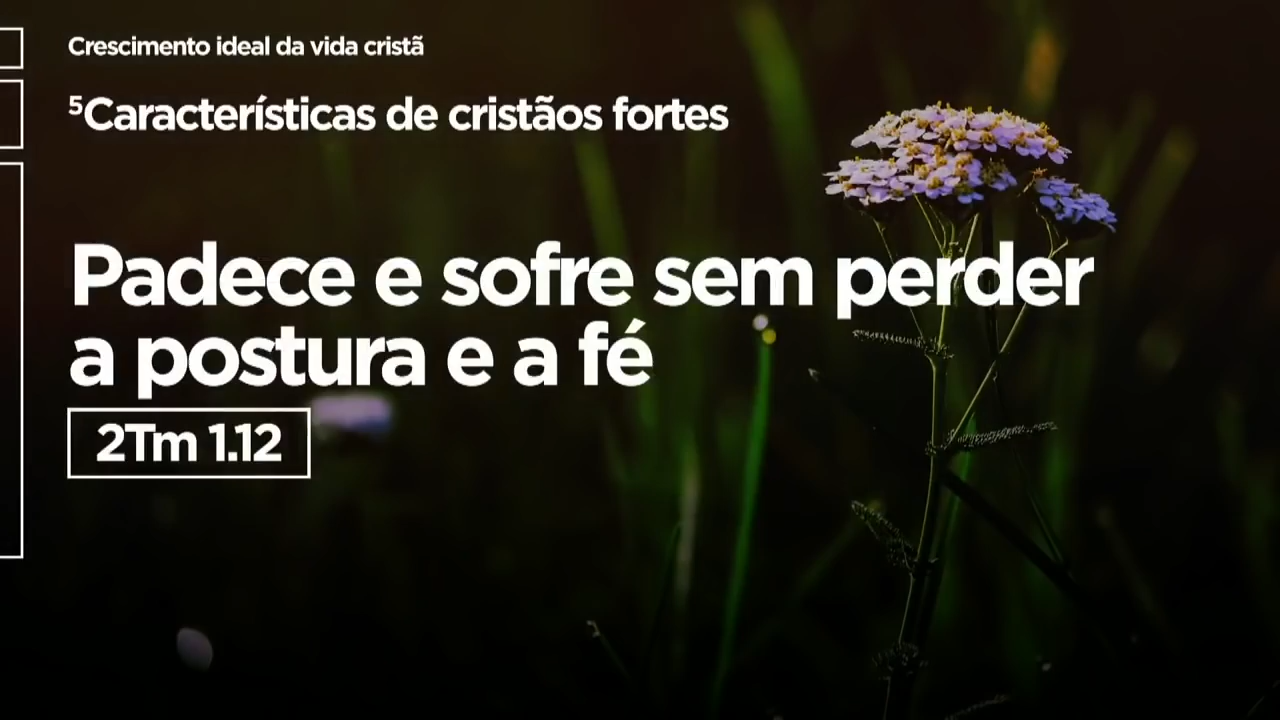 Crescimento ideal da vida cristã
⁵Características de cristãos fortes
Padece e sofre sem perder
a postura e a fé
2Tm 1.12